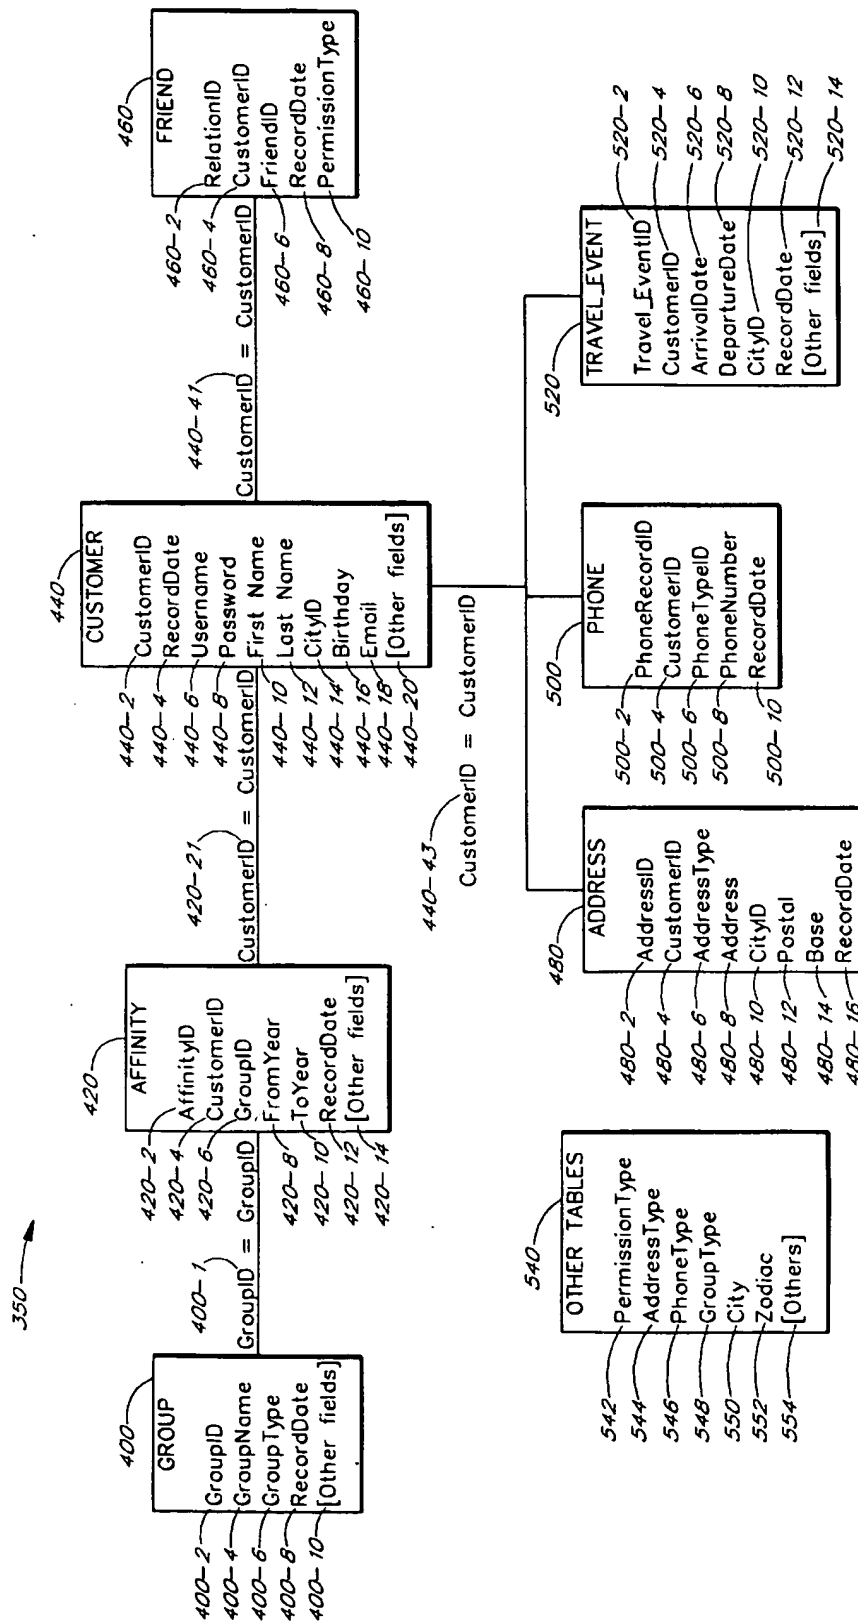 350
400
GROUP
400-2 GroupID
400-4 GroupName
400-6 GroupType
400-8 RecordDate
400-10 [Other fields]
400-1
GroupID = GroupID
420
AFFINITY
420-2 AffinityID
420-4 CustomerID
420-6 GroupID
420-8 FromYear
420-10 ToYear
420-12 RecordDate
420-14 [Other fields]
420-21
CustomerID = CustomerID
440
CUSTOMER
440-2 CustomerID
440-4 RecordDate
440-6 Username
440-8 Password
440-10 First Name
440-12 Last Name
440-14 CityID
440-16 Birthday
440-18 Email
440-20 [Other fields]
440-41
CustomerID = CustomerID
460
FRIEND
460-2 RelationID
460-4 CustomerID
460-6 FriendID
460-8 RecordDate
460-10 PermissionType
440-43
CustomerID = CustomerID
540
OTHER TABLES
542 PermissionType
544 AddressType
546 PhoneType
548 GroupType
550 City
552 Zodiac
554 [Others]
480
ADDRESS
480-2 AddressID
480-4 CustomerID
480-6 AddressType
480-8 Address
480-10 CityID
480-12 Postal
480-14 Base
480-16 RecordDate
500
PHONE
500-2 PhoneRecordID
500-4 CustomerID
500-6 PhoneTypeID
500-8 PhoneNumber
500-10 RecordDate
520
TRAVEL_EVENT
Travel_EventID 520-2
CustomerID 520-4
ArrivalDate 520-6
DepartureDate 520-8
CityID 520-10
RecordDate 520-12
[Other fields] 520-14